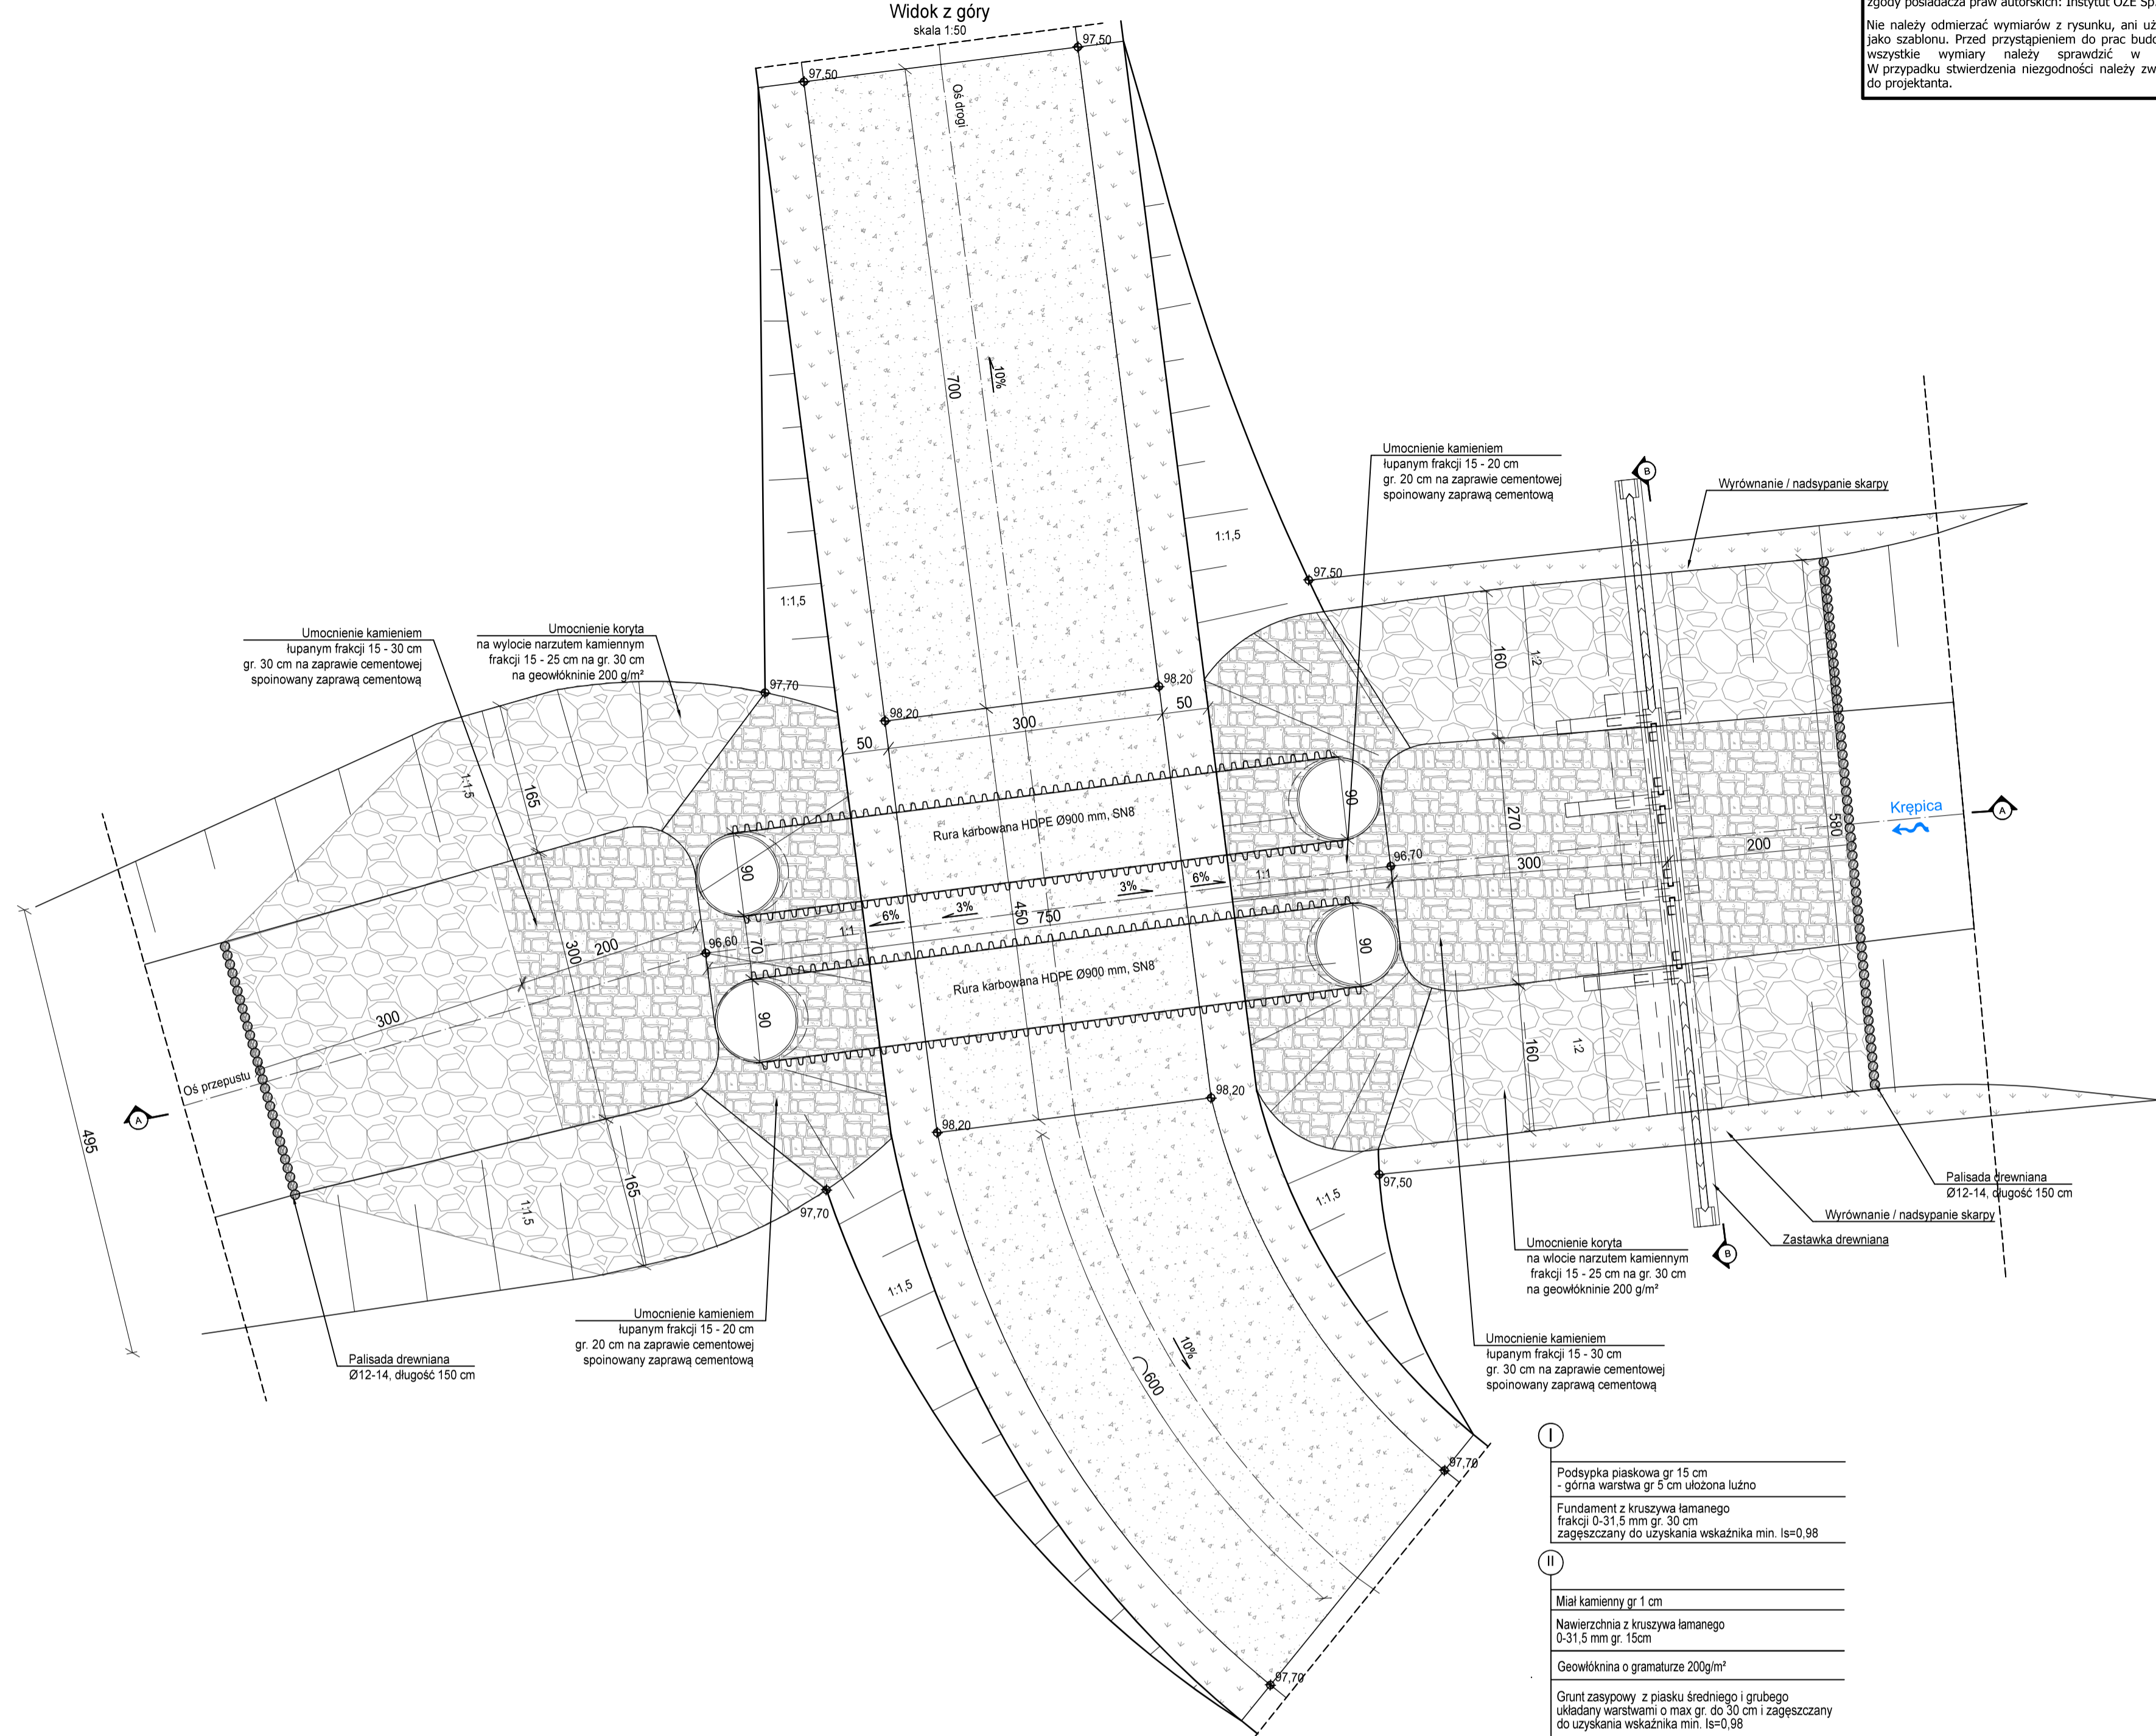 Widok z góry
skala 1:50
zgody posiadacza praw autorskich: Instytut OZE Sp.
Nie należy odmierzać wymiarów z rysunku, ani
jako szablonu. Przed przystąpieniem do prac
wszystkie wymiary należy sprawdzić w
W przypadku stwierdzenia niezgodności należy
do projektanta.
97,50
97,50
Oś drogi
700
10%
Umocnienie kamieniem
łupanym frakcji 15 - 20 cm
gr. 20 cm na zaprawie cementowej
spoinowany zaprawą cementową
B
Wyrównanie / nadsypanie skarpy
1:1,5
97,50
1:1,5
Umocnienie kamieniem
łupanym frakcji 15 - 30 cm
gr. 30 cm na zaprawie cementowej
spoinowany zaprawą cementową
Umocnienie koryta
na wylocie narzutem kamiennym
frakcji 15 - 25 cm na gr. 30 cm
na geowłókninie 200 g/m²
97,70
98,20
98,20
50
300
50
160
1:2
1:1,5
165
90
Rura karbowana HDPE Ø900 mm, SN8
90
270
580
Krępica
A
96,70
300
200
1:1
6%
3%
3%
6%
1:1
450
750
96,60
70
200
300
300
Rura karbowana HDPE Ø900 mm, SN8
90
90
Oś przepustu
A
495
160
1:2
98,20
98,20
165
1:1,5
97,70
97,50
1:1,5
1:1,5
Palisada drewniana
Ø12-14, długość 150 cm
Wyrównanie / nadsypanie skarpy
Zastawka drewniana
B
Umocnienie koryta
na wlocie narzutem kamiennym
frakcji 15 - 25 cm na gr. 30 cm
na geowłókninie 200 g/m²
Umocnienie kamieniem
łupanym frakcji 15 - 20 cm
gr. 20 cm na zaprawie cementowej
spoinowany zaprawą cementową
Palisada drewniana
Ø12-14, długość 150 cm
Umocnienie kamieniem
łupanym frakcji 15 - 30 cm
gr. 30 cm na zaprawie cementowej
spoinowany zaprawą cementową
10%
600
97,70
97,70
I
Podsypka piaskowa gr 15 cm
- górna warstwa gr 5 cm ułożona luźno
Fundament z kruszywa łamanego
frakcji 0-31,5 mm gr. 30 cm
zagęszczany do uzyskania wskaźnika min. Is=0,98
II
Miał kamienny gr 1 cm
Nawierzchnia z kruszywa łamanego
0-31,5 mm gr. 15cm
Geowłóknina o gramaturze 200g/m²
Grunt zasypowy z piasku średniego i grubego
układany warstwami o max gr. do 30 cm i zagęszczany
do uzyskania wskaźnika min. Is=0,98